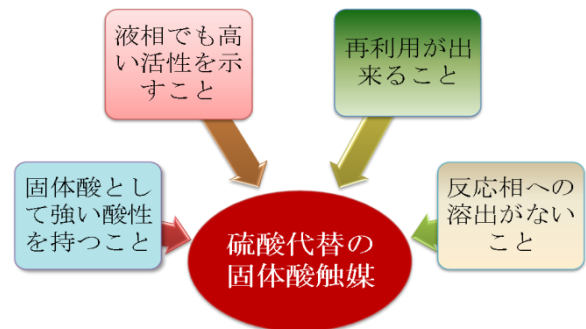 液相でも高
い活性を示
すこと
再利用が出
来ること
固体酸とし
て強い酸性
を持つこと
反応相への
溶出がない
こと
硫酸代替の
固体酸触媒